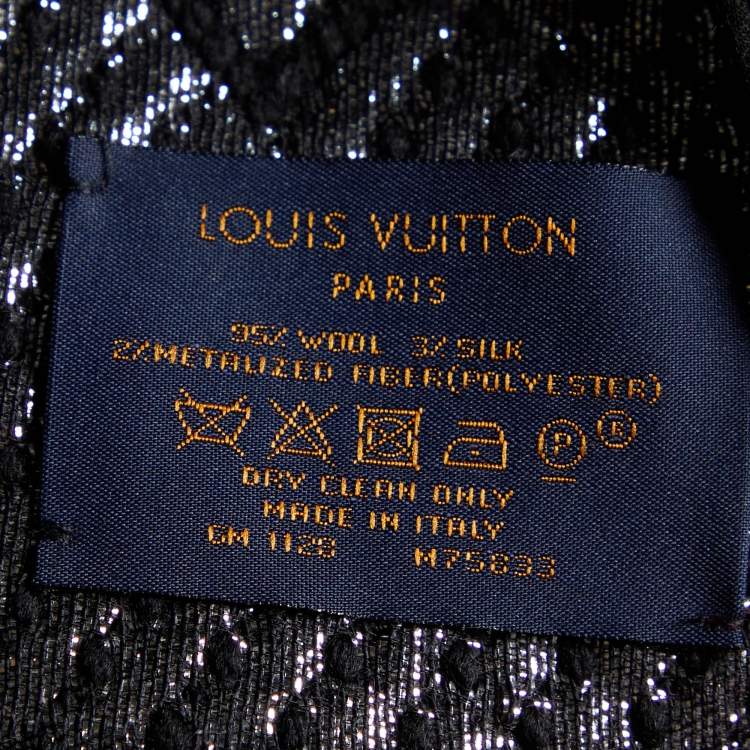 LOUIS VUITTON
PARIS
95% WOOL 3% SILK
2% METALIZED FIBER (POLYESTER)
P ®
DRY CLEAN ONLY
MADE IN ITALY
GM 1128 M75833